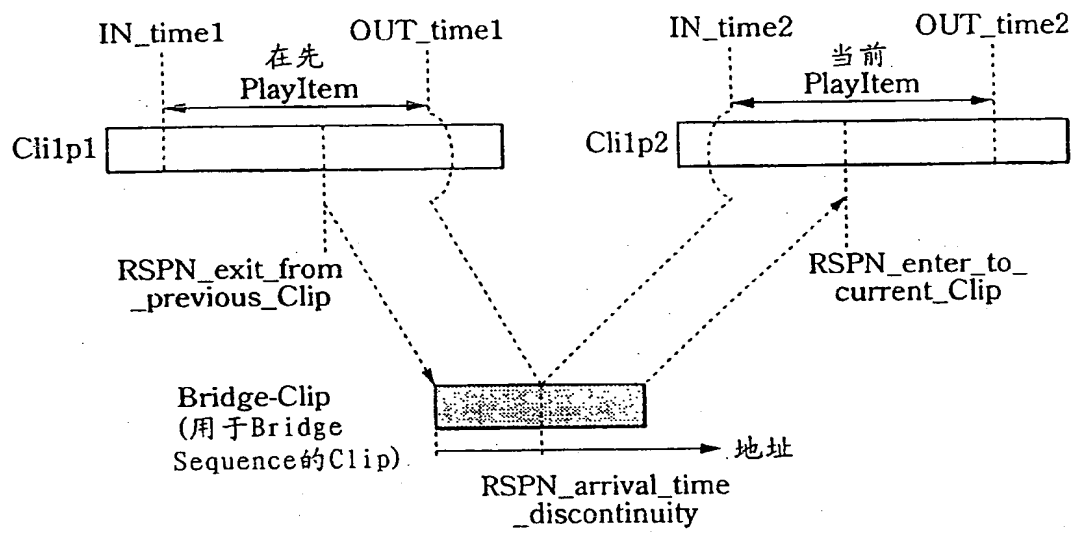 IN_time1
OUT_time1
在先
PlayItem
Cli1p1
IN_time2
OUT_time2
当前
PlayItem
Cli1p2
RSPN_exit_from
_previous_Clip
RSPN_enter_to_
current_Clip
Bridge-Clip
(用于Bridge
Sequence的Clip)
地址
RSPN_arrival_time
_discontinuity